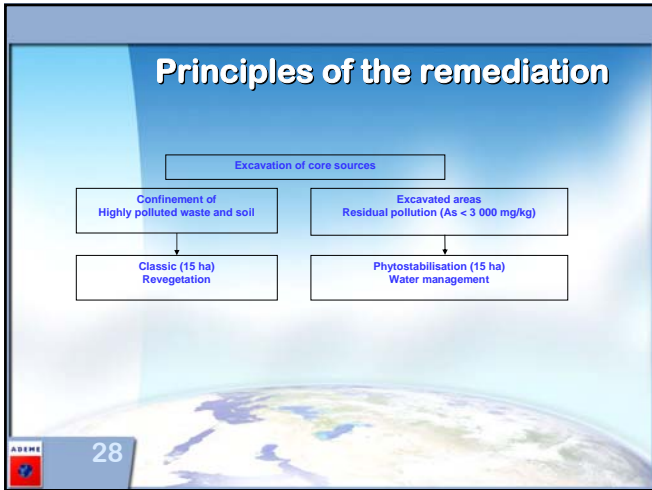 Principles of the remediation
Excavation of core sources
Confinement of
Highly polluted waste and soil
Excavated areas
Residual pollution (As < 3 000 mg/kg)
Classic (15 ha)
Revegetation
Phytostabilisation (15 ha)
Water management
ADEME
28